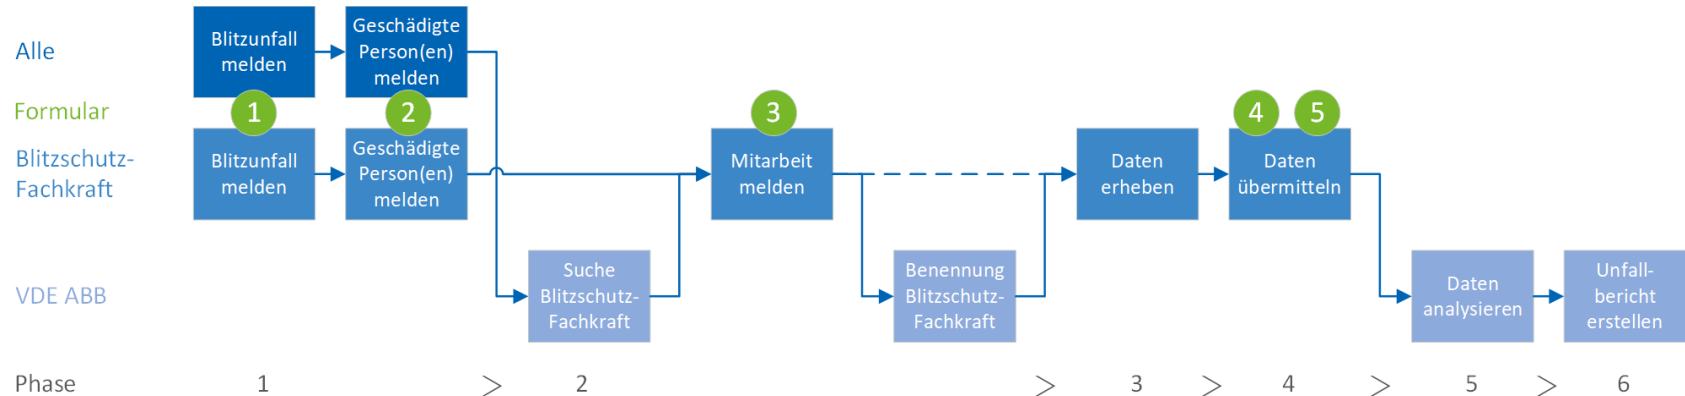 Alle
Blitzunfall
melden
Geschädigte
Person(en)
melden
Formular
1
2
3
4
5
Blitzschutz-
Fachkraft
Blitzunfall
melden
Geschädigte
Person(en)
melden
Mitarbeit
melden
Daten
erheben
Daten
übermitteln
VDE ABB
Suche
Blitzschutz-
Fachkraft
Benennung
Blitzschutz-
Fachkraft
Daten
analysieren
Unfall-
bericht
erstellen
Phase 1 > 2 > 3 > 4 > 5 > 6